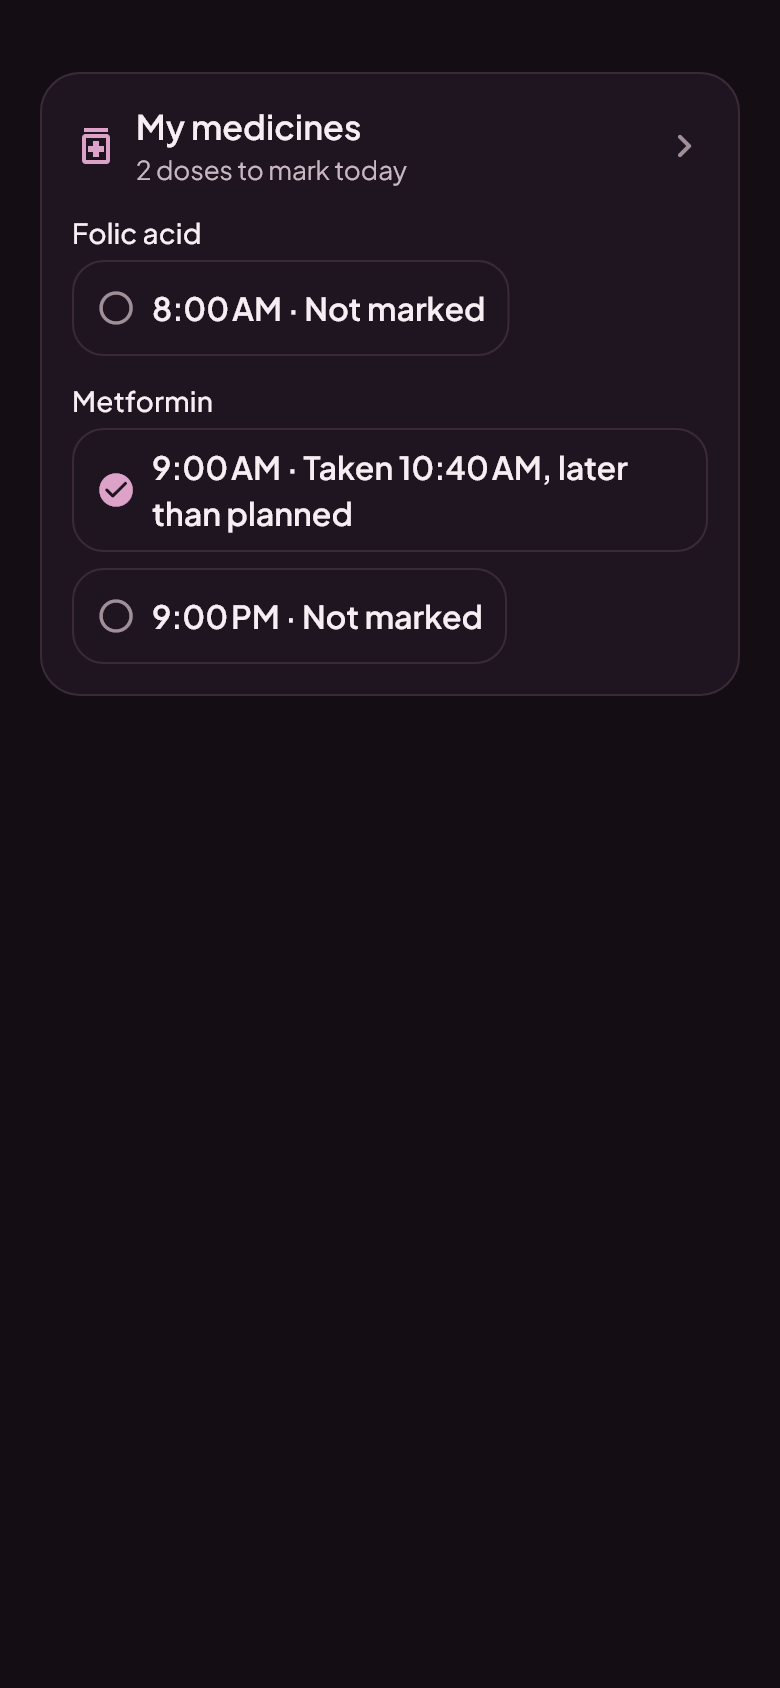 My medicines
2 doses to mark today
Folic acid
8:00 AM · Not marked
Metformin
9:00 AM · Taken 10:40 AM, later
than planned
9:00 PM · Not marked